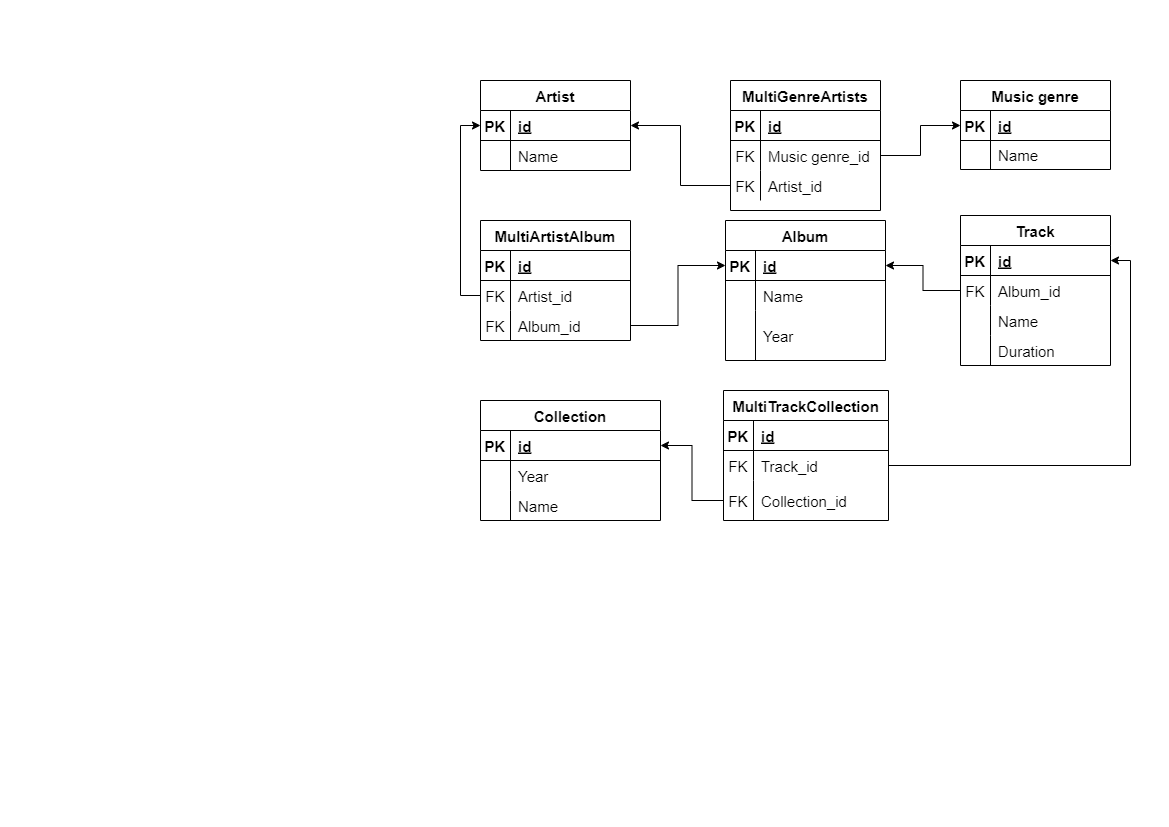 Artist
PK id
Name
MultiGenreArtists
PK id
FK Music genre_id
FK Artist_id
Music genre
PK id
Name
MultiArtistAlbum
PK id
FK Artist_id
FK Album_id
Album
PK id
Name
Year
Track
PK id
FK Album_id
Name
Duration
Collection
PK id
Year
Name
MultiTrackCollection
PK id
FK Track_id
FK Collection_id